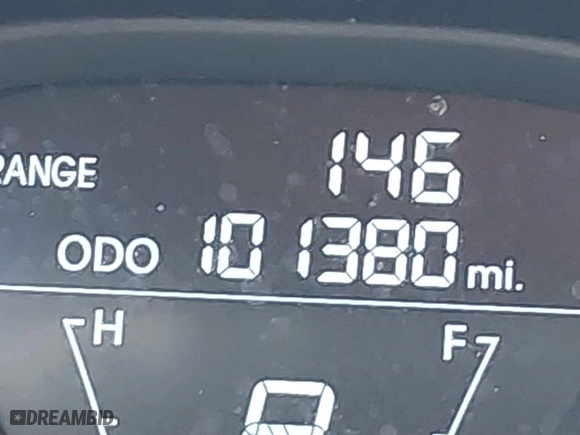 RANGE 146
ODO 101380 mi.
H F
DREAMBID